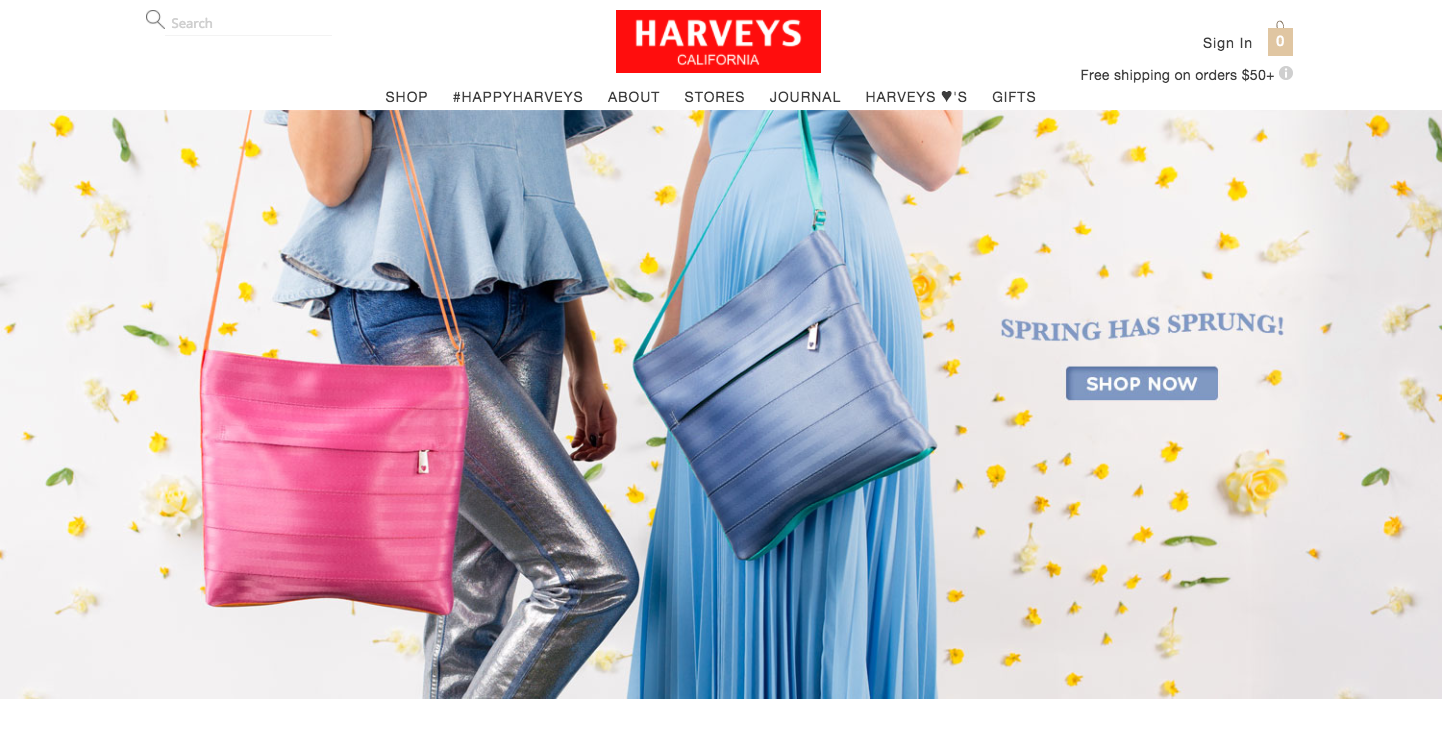 Search
HARVEYS
CALIFORNIA
Sign In
0
Free shipping on orders $50+ i
SHOP #HAPPYHARVEYS ABOUT STORES JOURNAL HARVEYS ♥'S GIFTS
SPRING HAS SPRUNG!
SHOP NOW